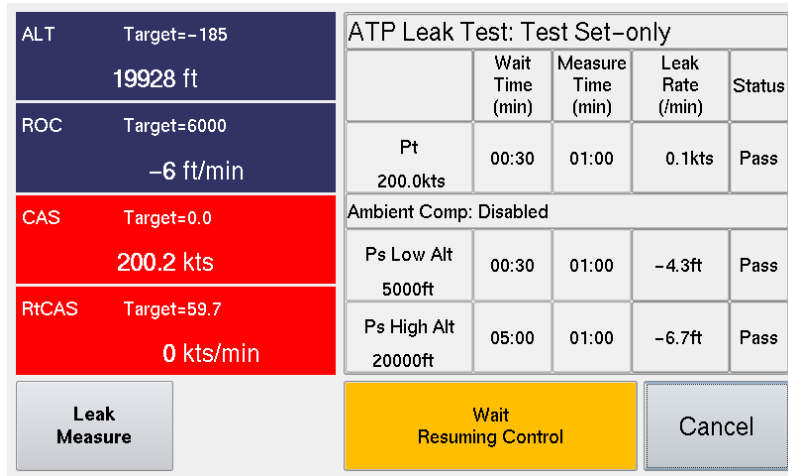 ALT Target=-185
19928 ft
ROC Target=6000
-6 ft/min
CAS Target=0.0
200.2 kts
RtCAS Target=59.7
0 kts/min
Leak
Measure
ATP Leak Test: Test Set-only
Wait
Time
(min)
Measure
Time
(min)
Leak
Rate
(/min)
Status
Pt
200.0kts
00:30
01:00
0.1kts
Pass
Ambient Comp: Disabled
Ps Low Alt
5000ft
00:30
01:00
-4.3ft
Pass
Ps High Alt
20000ft
05:00
01:00
-6.7ft
Pass
Wait
Resuming Control
Cancel